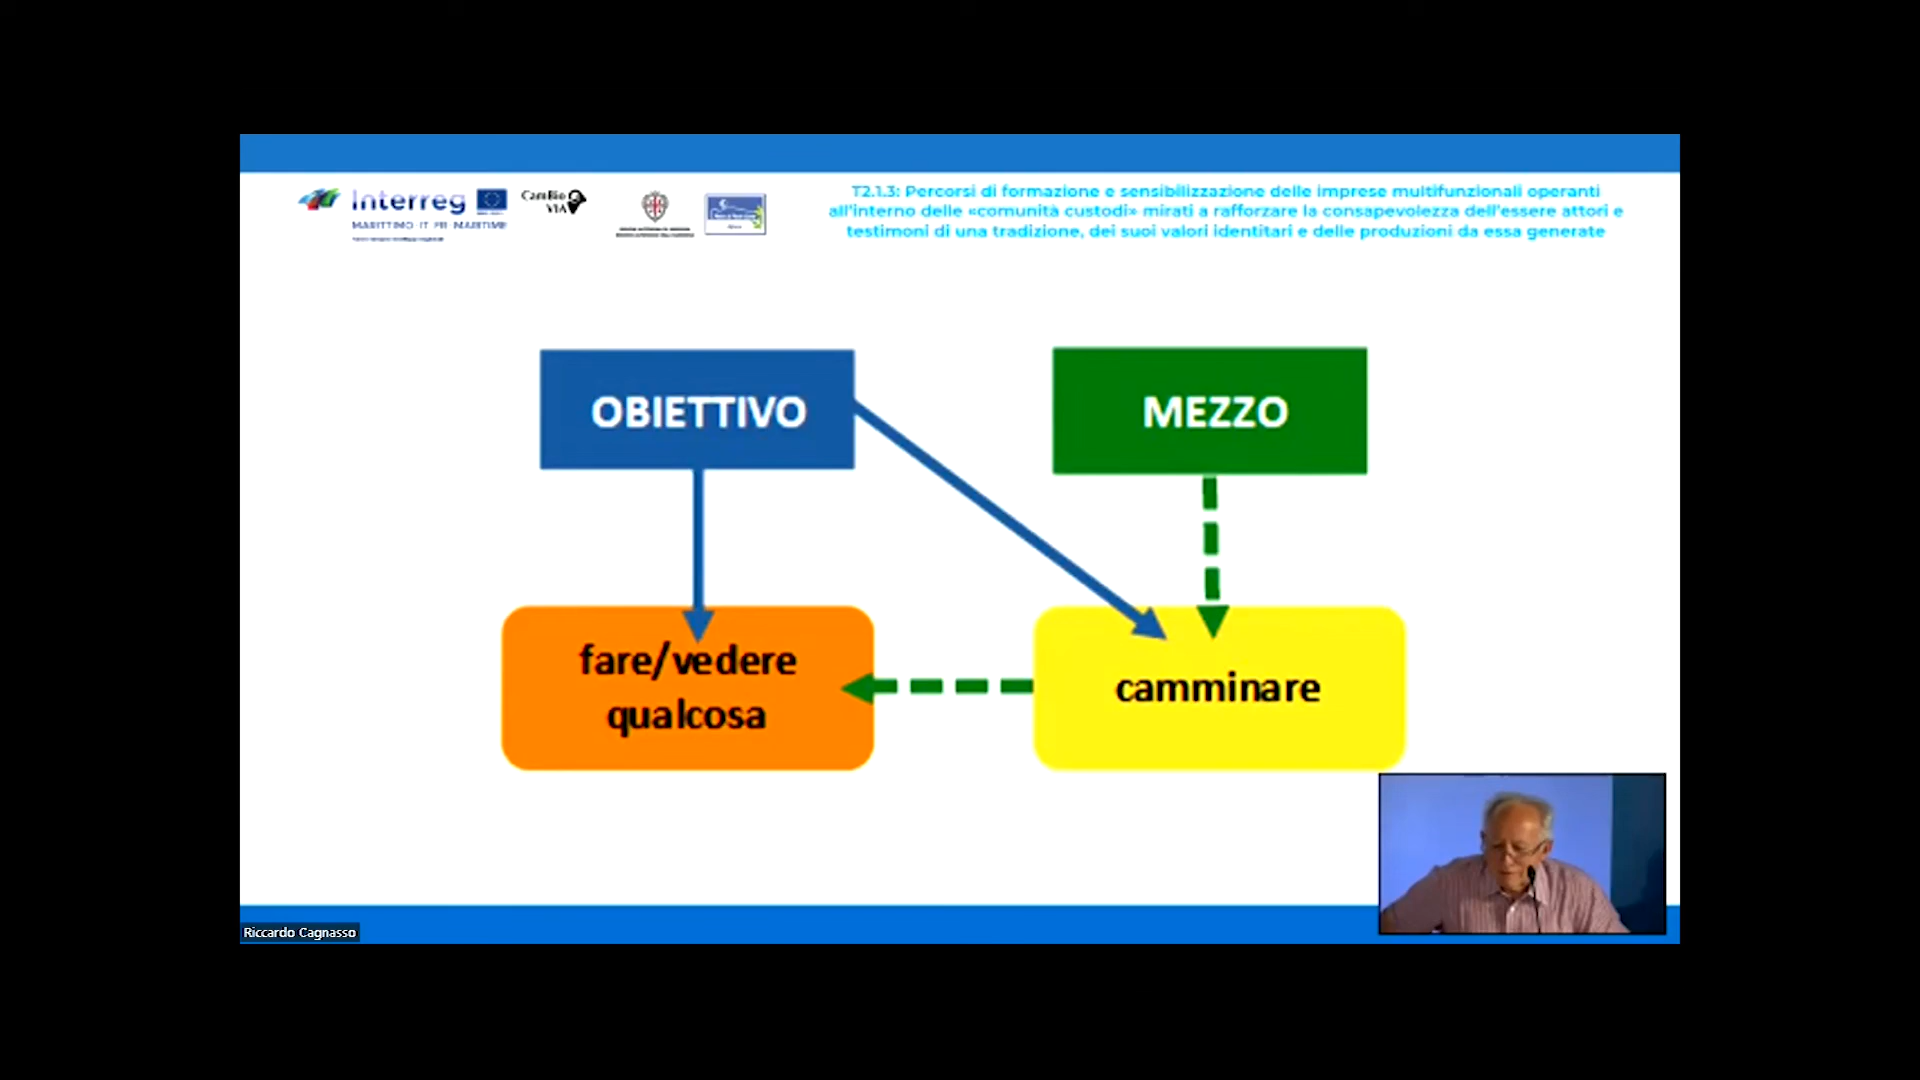 T2.1.3: Percorsi di formazione e sensibilizzazione delle imprese multifunzionali operanti
all'interno delle «comunità custodi» mirati a rafforzare la consapevolezza dell'essere attori e
testimoni di una tradizione, dei suoi valori identitari e delle produzioni da essa generate
Interreg
MARITTIMO-IT FR-MARITIME
CamBio
VIA
OBIETTIVO
MEZZO
fare/vedere
qualcosa
camminare
Riccardo Cagnasso